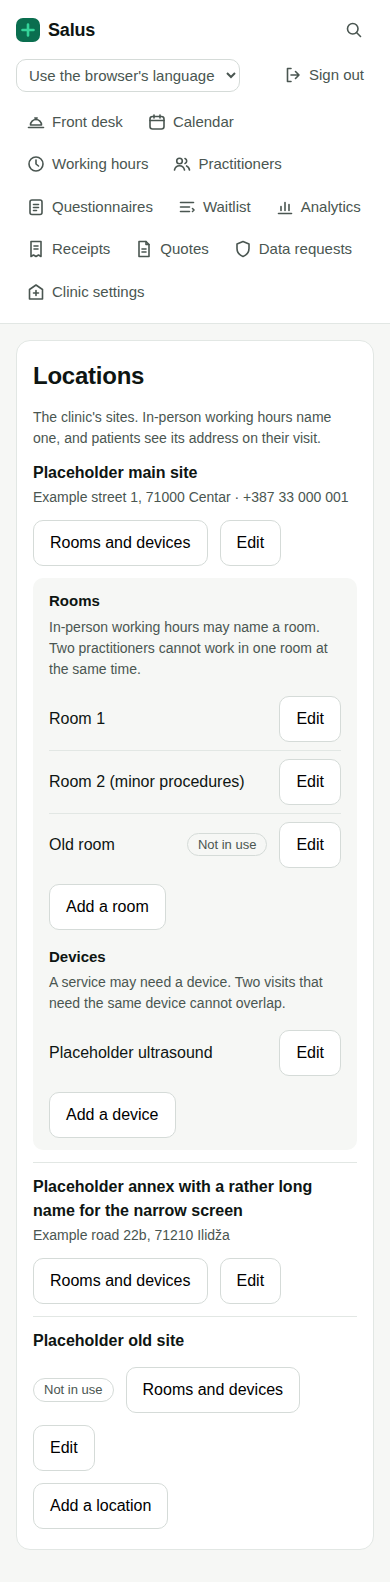 Salus
Use the browser's language
Sign out
Front desk
Calendar
Working hours
Practitioners
Questionnaires
Waitlist
Analytics
Receipts
Quotes
Data requests
Clinic settings
Locations
The clinic's sites. In-person working hours name
one, and patients see its address on their visit.
Placeholder main site
Example street 1, 71000 Centar · +387 33 000 001
Rooms and devices
Edit
Rooms
In-person working hours may name a room.
Two practitioners cannot work in one room at
the same time.
Room 1
Edit
Room 2 (minor procedures)
Edit
Old room
Not in use
Edit
Add a room
Devices
A service may need a device. Two visits that
need the same device cannot overlap.
Placeholder ultrasound
Edit
Add a device
Placeholder annex with a rather long
name for the narrow screen
Example road 22b, 71210 Ilidža
Rooms and devices
Edit
Placeholder old site
Not in use
Rooms and devices
Edit
Add a location